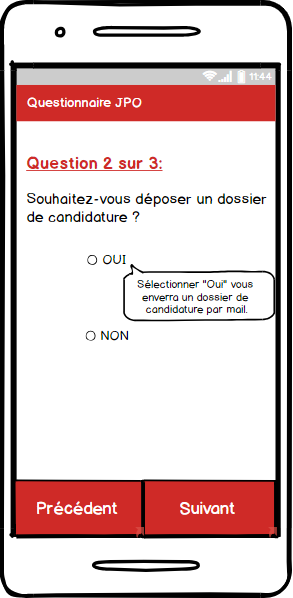 11:44
Questionnaire JPO
Question 2 sur 3:
Souhaitez-vous déposer un dossier
de candidature ?
OUI
Sélectionner "Oui" vous
enverra un dossier de
candidature par mail.
NON
Précédent
Suivant